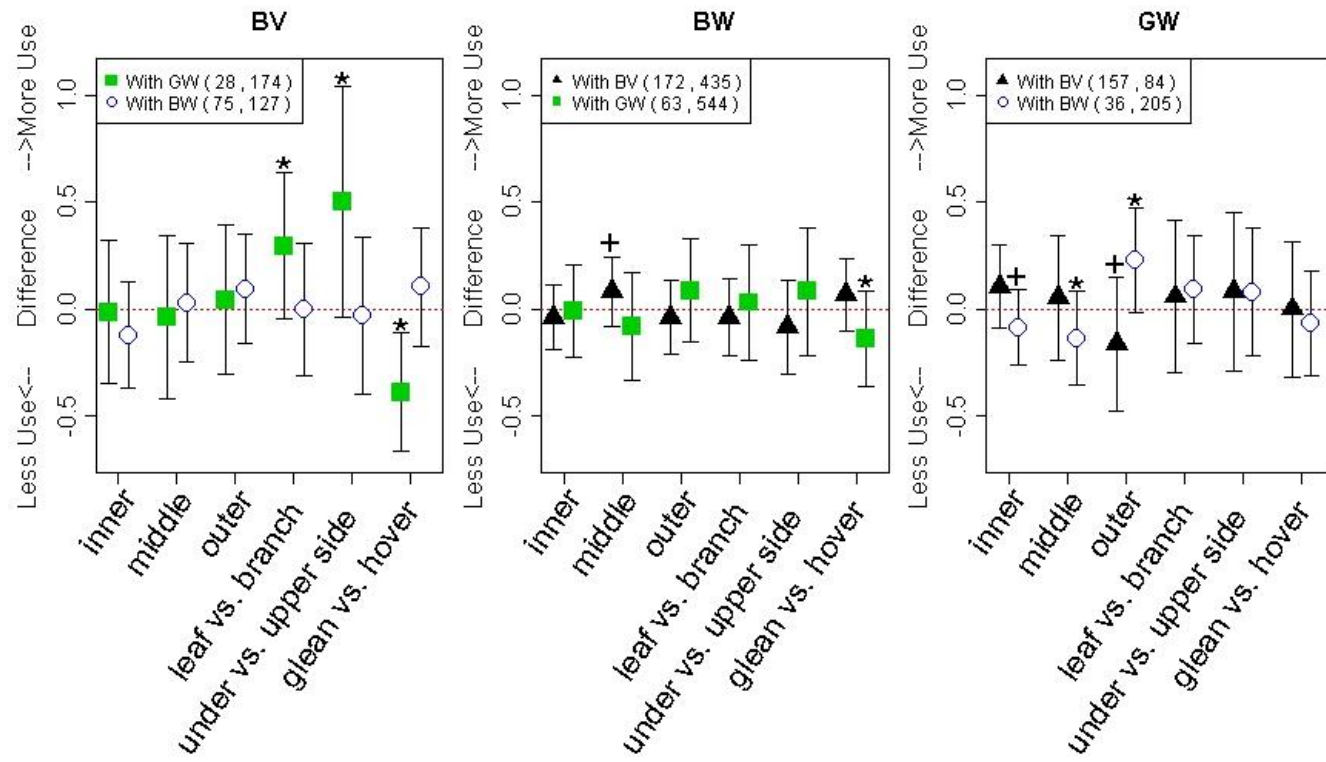 BV
-->More Use
Difference
Less Use<--
1.0
0.5
0.0
-0.5
With GW ( 28 , 174 )
With BW ( 75 , 127 )
*
*
*
inner
middle
outer
leaf vs. branch
under vs. upper side
glean vs. hover
BW
-->More Use
Difference
Less Use<--
1.0
0.5
0.0
-0.5
With BV ( 172 , 435 )
With GW ( 63 , 544 )
+
*
inner
middle
outer
leaf vs. branch
under vs. upper side
glean vs. hover
GW
-->More Use
Difference
Less Use<--
1.0
0.5
0.0
-0.5
With BV ( 157 , 84 )
With BW ( 36 , 205 )
+
*
+
*
inner
middle
outer
leaf vs. branch
under vs. upper side
glean vs. hover